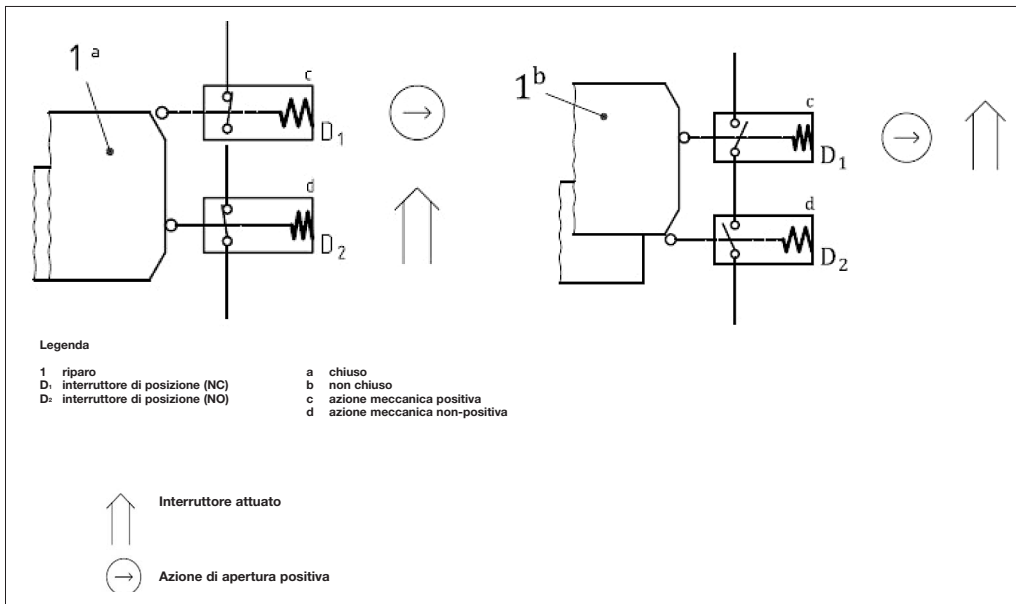 1 a
c
D1
d
D2
1 b
c
D1
d
D2
Legenda
1 riparo
D1 interruttore di posizione (NC)
D2 interruttore di posizione (NO)
a chiuso
b non chiuso
c azione meccanica positiva
d azione meccanica non-positiva
Interruttore attuato
Azione di apertura positiva